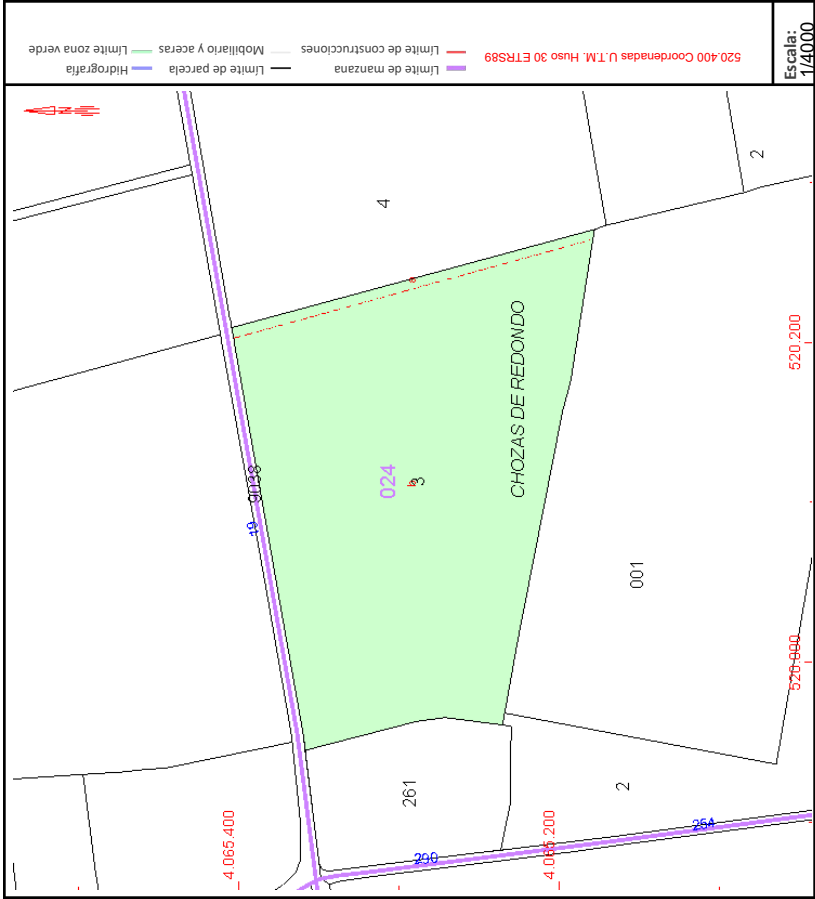 Escala:
1/4000
520.400 Coordenadas U.T.M. Huso 30 ETRS89
Límite de manzana
Límite de parcela
Límite de construcciones
Mobiliario y aceras
Límite zona verde
Hidrografía
4
2
520.200
CHOZAS DE REDONDO
024
3
9038
19
001
520.000
261
2
4.065.400
4.065.200
290
254